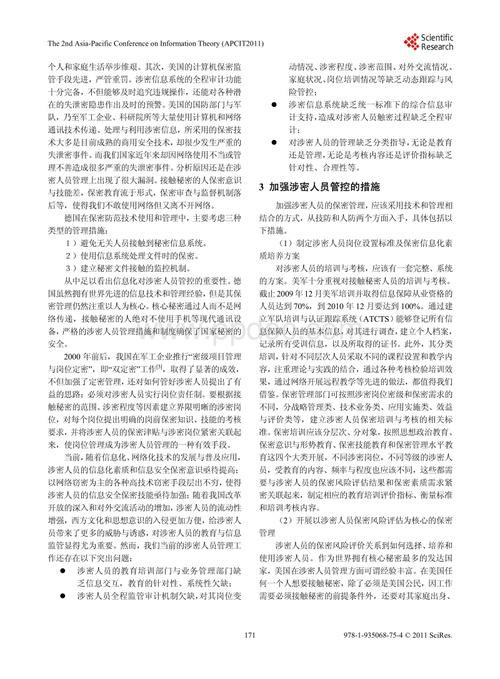 The 2nd Asia-Pacific Conference on Information Theory (APCIT2011)
Scientific
Research
个人和家庭生活举步维艰。其次，美国的计算机保密监
管手段先进，严管重罚。涉密信息系统的全程审计功能
十分完备，不但能够及时追究违规操作，还能对各种潜
在的失泄密隐患作出及时的预警。美国的国防部门与军
队，乃至军工企业、科研院所等大量使用计算机和网络
通讯技术传递、处理与利用涉密信息，所采用的保密技
术大多是目前成熟的商用安全技术，却很少发生严重的
失泄密事件。而我们国家近年来却因网络使用不当或管
理不善造成很多严重的失泄密事件。分析原因还是在涉
密人员管理上出现了很大漏洞。接触秘密的人保密意识
与技能差，保密教育流于形式，保密审查与监督机制落
后等，使得我们不敢使用网络但又离不开网络。
德国在保密防范技术使用和管理中，主要考虑三种
类型的管理措施：
1）避免无关人员接触到秘密信息系统。
2）使用信息系统处理文件时的保密。
3）建立秘密文件接触的监控机制。
从中足以看出信息化对涉密人员管控的重要性。德
国虽然拥有世界先进的信息技术和管理经验，但是其保
密管理仍然注重以人为核心。核心秘密通过人而不是网
络传递，接触秘密的人绝对不使用手机等现代通讯设
备，严格的涉密人员管理措施和制度确保了国家秘密的
安全。
2000 年前后，我国在军工企业推行“密级项目管理
与岗位定密”，即“双定密”工作[3]。取得了显著的成效，
不但加强了定密管理，还对如何管好涉密人员提出了有
益的思路：必须对涉密人员实行岗位责任制。要根据接
触秘密的范围、涉密程度等因素建立界限明晰的涉密岗
位，对每个岗位提出明确的岗前保密知识、技能的考核
要求，并将涉密人员的保密津贴与涉密岗位紧密关联起
来，使岗位管理成为涉密人员管理的一种有效手段。
当前，随着信息化、网络化技术的发展与普及应用，
涉密人员的信息化素质和信息安全保密意识亟待提高；
以网络窃密为主的各种高技术窃密手段层出不穷，使得
涉密人员的信息安全保密技能亟待加强；随着我国改革
开放的深入和对外交流活动的增加，涉密人员的流动性
增强，西方文化和思想意识的入侵更加方便，给涉密人
员带来了更多的威胁与诱惑，对涉密人员的教育与信息
监管显得尤为重要。然而，我们当前的涉密人员管理工
作还存在以下突出问题：
● 涉密人员的教育培训部门与业务管理部门缺
乏信息交互，教育的针对性、系统性欠缺；
● 涉密人员全程监管审计机制欠缺，对其岗位变
动情况、涉密程度、涉密范围、对外交流情况、
家庭状况、岗位培训情况等缺乏动态跟踪与风
险管控；
● 涉密信息系统缺乏统一标准下的综合信息审
计支持，造成对涉密人员触密过程缺乏全程审
计；
● 对涉密人员的管理缺乏分类指导，无论是教育
还是管理，无论是考核内容还是评价指标缺乏
针对性、合理性等。
3 加强涉密人员管控的措施
加强涉密人员的保密管理，应该采用技术和管理相
结合的方式，从技防和人防两个方面入手，具体包括以
下措施。
（1）制定涉密人员岗位设置标准及保密信息化素
质培养方案
对涉密人员的培训与考核，应该有一套完整、系统
的方案。美军十分重视对接触秘密人员的培训与考核。
截止 2009 年 12 月美军培训并取得信息保障从业资格的
人员达到 70%，到 2010 年 12 月要达到 100%。通过建
立军队培训与认证跟踪系统（ATCTS）能够登记所有信
息保障人员的基本信息，对其进行调查，建立个人档案，
记录所有受训信息，以及所取得的证书。此外，其分类
培训，针对不同层次人员采取不同的课程设置和教学内
容，注重理论与实践的结合，通过各种考核检验培训效
果，通过网络开展远程教学等先进的做法，都值得我们
借鉴。保密管理部门可按照涉密岗位密级和保密需求的
不同，分战略管理类、技术业务类、应用实施类、效益
与评价类等，建立涉密人员保密培训与考核的相关标
准。保密培训应该分层次、分对象，按照思想政治教育、
保密意识与形势教育、保密技能教育和保密管理水平教
育这四个大类开展，不同涉密岗位，不同等级的涉密人
员，受教育的内容、频率与程度也应该不同，这些都需
要与涉密人员的保密风险评估结果和保密素质需求紧
密关联起来，制定相应的教育培训评价指标、衡量标准
和培训考核内容。
（2）开展以涉密人员保密风险评估为核心的保密
管理
涉密人员的保密风险评价关系到如何选择、培养和
使用涉密人员。作为世界拥有核心秘密最多的发达国
家，美国在涉密人员管理方面可谓经验丰富。在美国任
何一个人想要接触秘密，除了必须是美国公民，因工作
需要必须接触秘密的前提条件外，还要对其家庭出身、
171
978-1-935068-75-4 © 2011 SciRes.